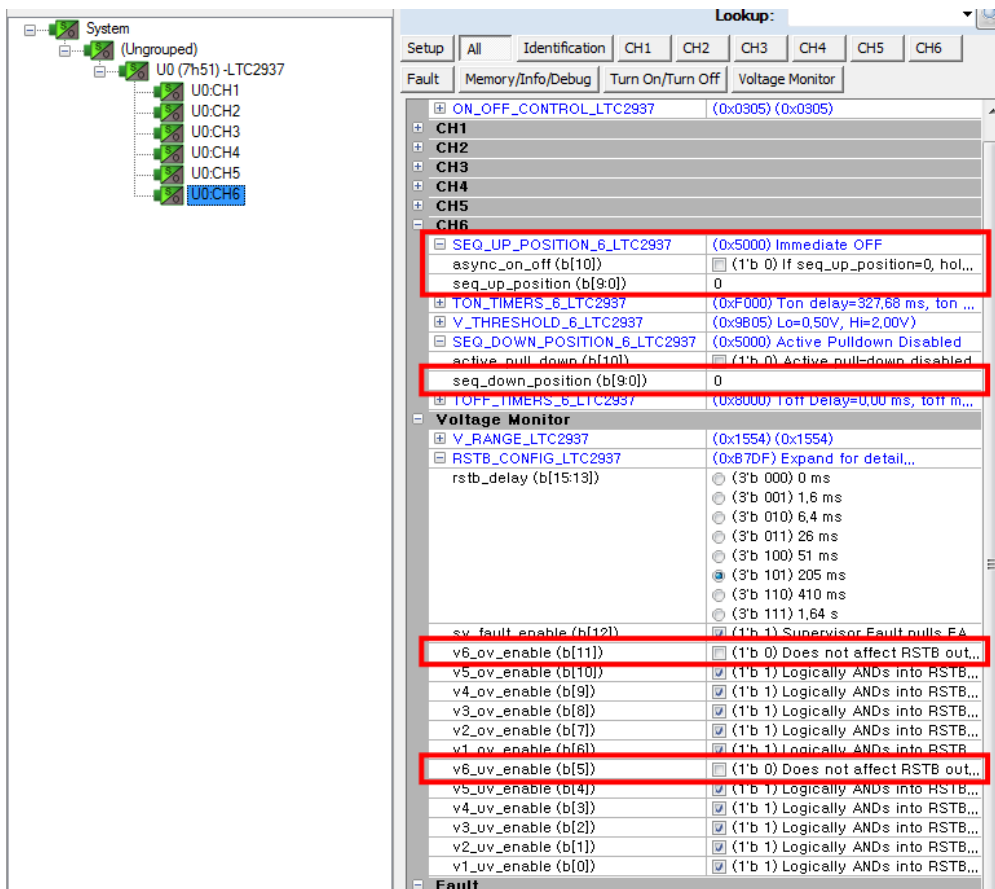 Lookup:
System
(Ungrouped)
U0 (7h51) -LTC2937
U0:CH1
U0:CH2
U0:CH3
U0:CH4
U0:CH5
U0:CH6
Setup All Identification CH1 CH2 CH3 CH4 CH5 CH6
Fault Memory/Info/Debug Turn On/Turn Off Voltage Monitor
ON_OFF_CONTROL_LTC2937 (0x0305) (0x0305)
CH1
CH2
CH3
CH4
CH5
CH6
SEQ_UP_POSITION_6_LTC2937 (0x5000) Immediate OFF
async_on_off (b[10]) (1'b 0) If seq_up_position=0, hol,,,
seq_up_position (b[9:0]) 0
TON_TIMERS_6_LTC2937 (0xF000) Ton delay=327,68 ms, ton ,,,
V_THRESHOLD_6_LTC2937 (0x9B05) Lo=0,50V, Hi=2,00V)
SEQ_DOWN_POSITION_6_LTC2937 (0x5000) Active Pulldown Disabled
active_pull_down (b[10]) (1'b 0) Active pull-down disabled
seq_down_position (b[9:0]) 0
TOFF_TIMERS_6_LTC2937 (0x8000) Toff Delay=0,00 ms, toff m,,,
Voltage Monitor
V_RANGE_LTC2937 (0x1554) (0x1554)
RSTB_CONFIG_LTC2937 (0xB7DF) Expand for detail,,,
rstb_delay (b[15:13]) (3'b 000) 0 ms
(3'b 001) 1,6 ms
(3'b 010) 6,4 ms
(3'b 011) 26 ms
(3'b 100) 51 ms
(3'b 101) 205 ms
(3'b 110) 410 ms
(3'b 111) 1,64 s
sv_fault_enable (b[12]) (1'b 1) Supervisor Fault pulls FA
v6_ov_enable (b[11]) (1'b 0) Does not affect RSTB out,,,
v5_ov_enable (b[10]) (1'b 1) Logically ANDs into RSTB,,,
v4_ov_enable (b[9]) (1'b 1) Logically ANDs into RSTB,,,
v3_ov_enable (b[8]) (1'b 1) Logically ANDs into RSTB,,,
v2_ov_enable (b[7]) (1'b 1) Logically ANDs into RSTB,,,
v1_ov_enable (b[6]) (1'b 1) Logically ANDs into RSTB
v6_uv_enable (b[5]) (1'b 0) Does not affect RSTB out,,,
v5_uv_enable (b[4]) (1'b 1) Logically ANDs into RSTB,,,
v4_uv_enable (b[3]) (1'b 1) Logically ANDs into RSTB,,,
v3_uv_enable (b[2]) (1'b 1) Logically ANDs into RSTB,,,
v2_uv_enable (b[1]) (1'b 1) Logically ANDs into RSTB,,,
v1_uv_enable (b[0]) (1'b 1) Logically ANDs into RSTB,,,
Fault